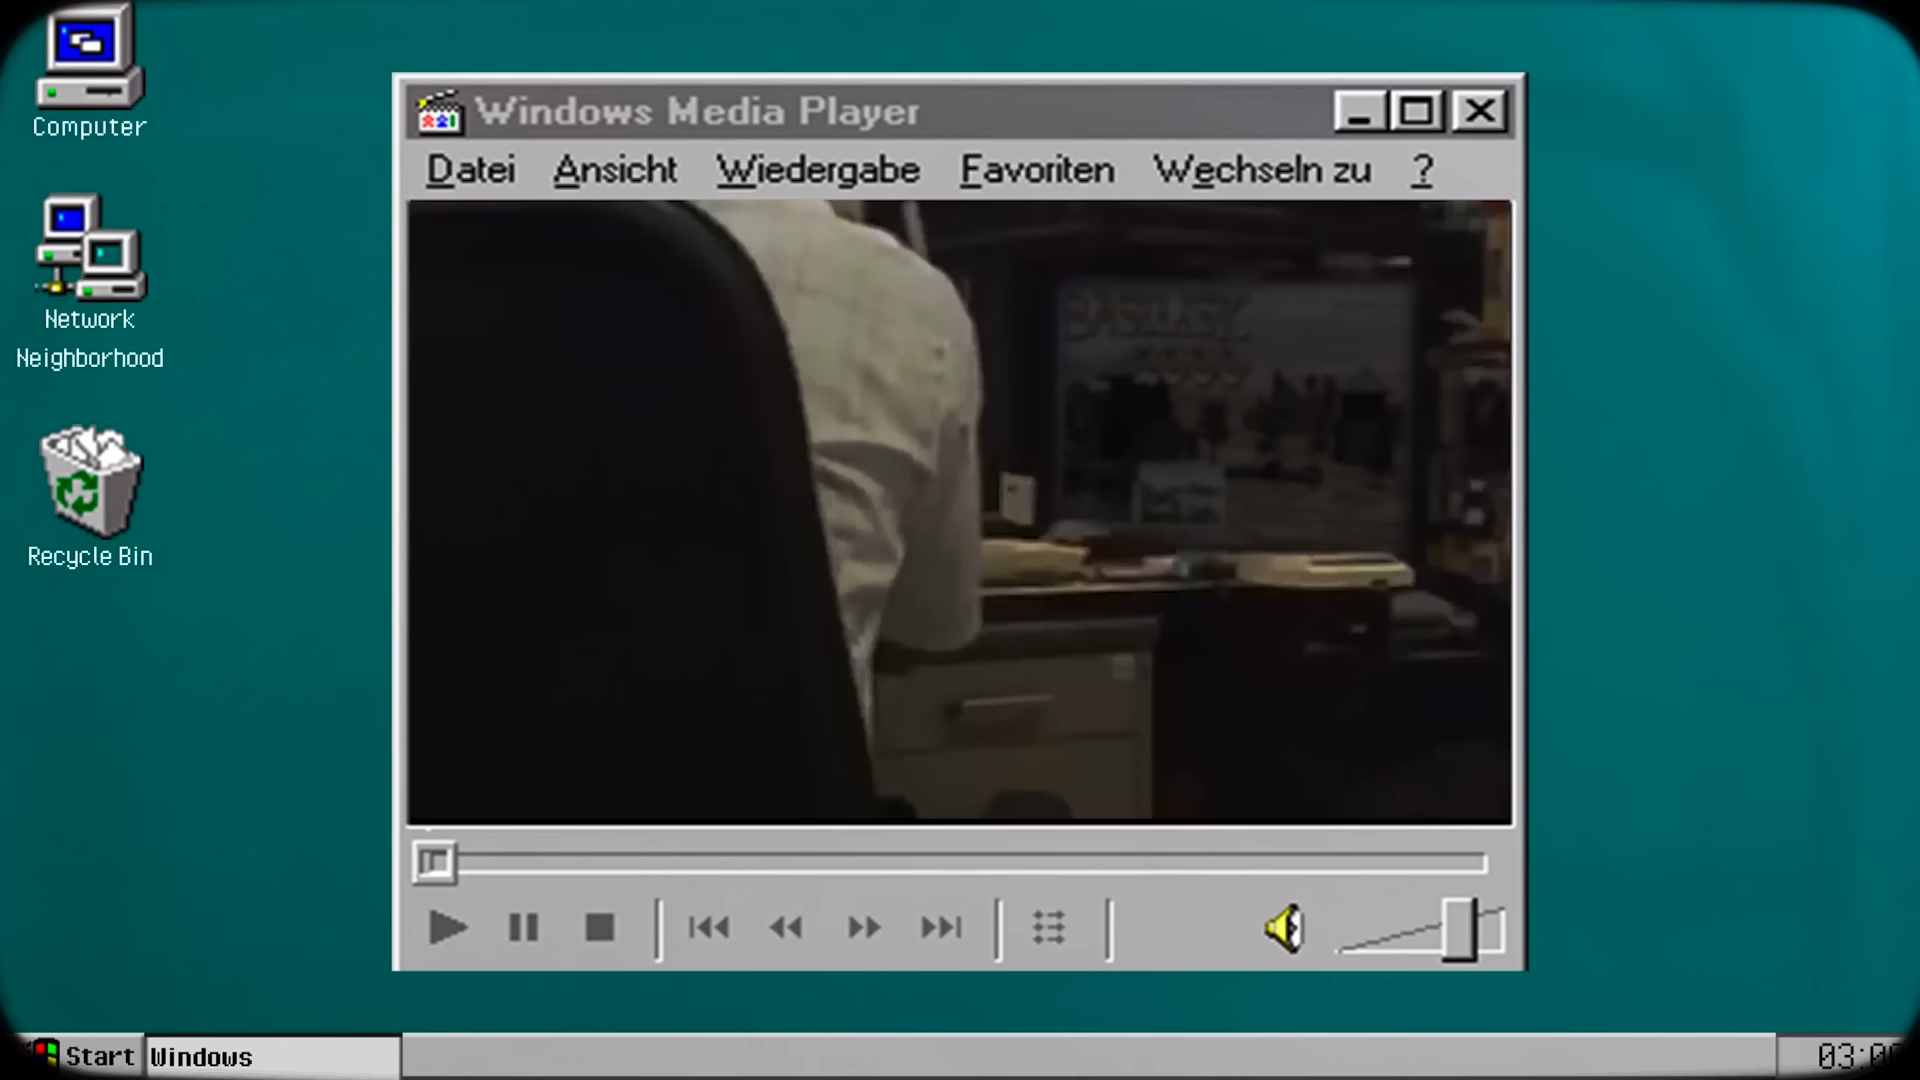 Computer
Network
Neighborhood
Recycle Bin
Windows Media Player
Datei Ansicht Wiedergabe Favoriten Wechseln zu ?
Start Windows